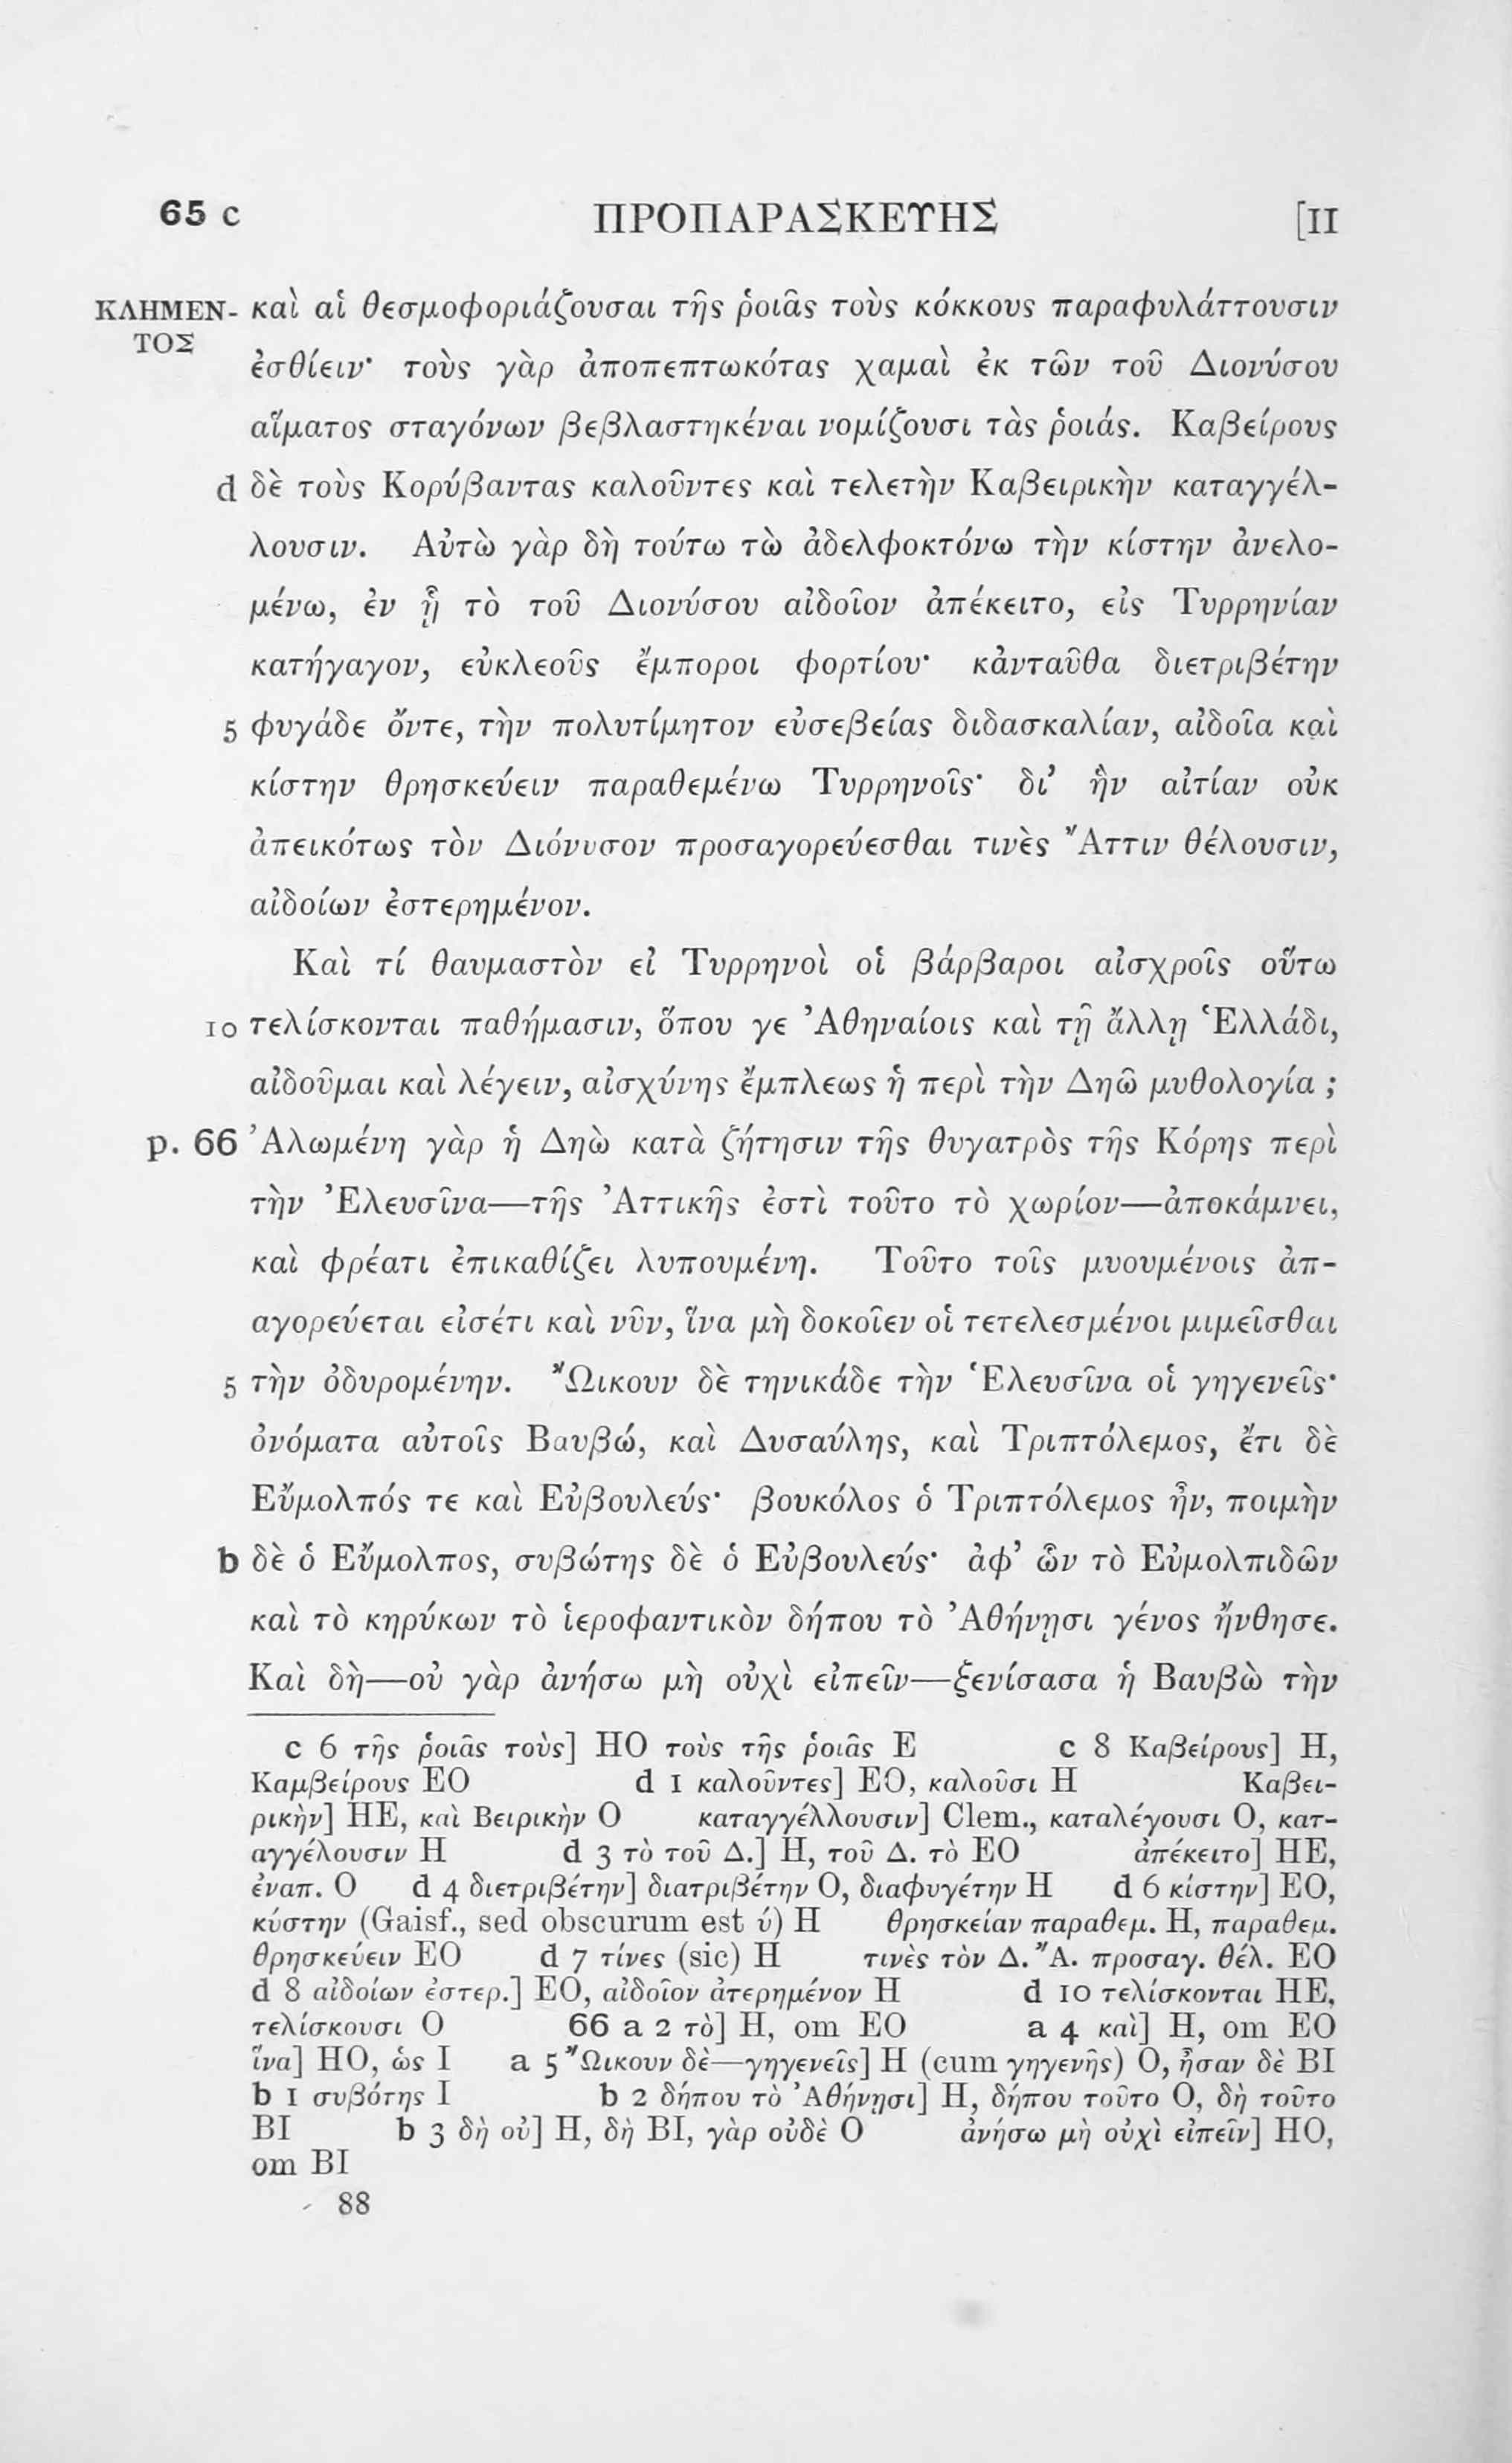 65 c ΠΡΟΠΑΡΑΣΚΕΥΗΣ [II
ΚΛΗΜΕΝ- καὶ αἱ θεσμοφοριάζουσαι τῆς ῥοιᾶς τοὺς κόκκους παραφυλάττουσιν
ΤΟΣ
ἐσθίειν· τοὺς γὰρ ἀποπεπτωκότας χαμαὶ ἐκ τῶν τοῦ Διονύσου
αἵματος σταγόνων βεβλαστηκέναι νομίζουσι τὰς ῥοιάς. Καβείρους
d δὲ τοὺς Κορύβαντας καλοῦντες καὶ τελετὴν Καβειρικὴν καταγγέλ-
λουσιν. Αὐτὼ γὰρ δὴ τούτω τὼ ἀδελφοκτόνω τὴν κίστην ἀνελο-
μένω, ἐν ᾗ τὸ τοῦ Διονύσου αἰδοῖον ἀπέκειτο, εἰς Τυρρηνίαν
κατήγαγον, εὐκλεοῦς ἔμποροι φορτίου· κἀνταῦθα διετριβέτην
5 φυγάδε ὄντε, τὴν πολυτίμητον εὐσεβείας διδασκαλίαν, αἰδοῖα καὶ
κίστην θρησκεύειν παραθεμένω Τυρρηνοῖς· δι’ ἣν αἰτίαν οὐκ
ἀπεικότως τὸν Διόνυσον προσαγορεύεσθαι τινὲς Ἄττιν θέλουσιν,
αἰδοίων ἐστερημένον.
Καὶ τί θαυμαστὸν εἰ Τυρρηνοὶ οἱ βάρβαροι αἰσχροῖς οὕτω
10 τελίσκονται παθήμασιν, ὅπου γε Ἀθηναίοις καὶ τῇ ἄλλῃ Ἑλλάδι,
αἰδοῦμαι καὶ λέγειν, αἰσχύνης ἔμπλεως ἡ περὶ τὴν Δηῶ μυθολογία ;
p. 66 Ἀλωμένη γὰρ ἡ Δηὼ κατὰ ζήτησιν τῆς θυγατρὸς τῆς Κόρης περὶ
τὴν Ἐλευσῖνα—τῆς Ἀττικῆς ἐστὶ τοῦτο τὸ χωρίον—ἀποκάμνει,
καὶ φρέατι ἐπικαθίζει λυπουμένη. Τοῦτο τοῖς μυουμένοις ἀπ-
αγορεύεται εἰσέτι καὶ νῦν, ἵνα μὴ δοκοῖεν οἱ τετελεσμένοι μιμεῖσθαι
5 τὴν ὀδυρομένην. Ὤικουν δὲ τηνικάδε τὴν Ἐλευσῖνα οἱ γηγενεῖς·
ὀνόματα αὐτοῖς Βαυβώ, καὶ Δυσαύλης, καὶ Τριπτόλεμος, ἔτι δὲ
Εὔμολπός τε καὶ Εὐβουλεύς· βουκόλος ὁ Τριπτόλεμος ἦν, ποιμὴν
b δὲ ὁ Εὔμολπος, συβώτης δὲ ὁ Εὐβουλεύς· ἀφ’ ὧν τὸ Εὐμολπιδῶν
καὶ τὸ κηρύκων τὸ ἱεροφαντικὸν δήπου τὸ Ἀθήνῃσι γένος ἤνθησε.
Καὶ δὴ—οὐ γὰρ ἀνήσω μὴ οὐχὶ εἰπεῖν—ξενίσασα ἡ Βαυβὼ τὴν
c 6 τῆς ῥοιᾶς τοὺς] HO τοὺς τῆς ῥοιᾶς E c 8 Καβείρους] H,
Καμβείρους EO d 1 καλοῦντες] EO, καλοῦσι H Καβει-
ρικὴν] HE, καὶ Βειρικὴν O καταγγέλλουσιν] Clem., καταλέγουσι O, κατ-
αγγέλουσιν H d 3 τὸ τοῦ Δ.] H, τοῦ Δ. τὸ EO ἀπέκειτο] HE,
ἐναπ. O d 4 διετριβέτην] διατριβέτην O, διαφυγέτην H d 6 κίστην] EO,
κύστην (Gaisf., sed obscurum est ύ) H θρησκείαν παραθεμ. H, παραθεμ.
θρησκεύειν EO d 7 τίνες (sic) H τινὲς τὸν Δ. Ἄ. προσαγ. θέλ. EO
d 8 αἰδοίων ἐστερ.] EO, αἰδοῖον ἀτερημένον H d 10 τελίσκονται HE,
τελίσκουσι O 66 a 2 τὸ] H, om EO a 4 καὶ] H, om EO
ἵνα] HO, ὡς I a 5 Ὤικουν δὲ—γηγενεῖς] H (cum γηγενῆς) O, ἦσαν δὲ BI
b 1 συβότης I b 2 δήπου τὸ Ἀθήνῃσι] H, δήπου τοῦτο O, δὴ τοῦτο
BI b 3 δὴ οὐ] H, δὴ BI, γὰρ οὐδὲ O ἀνήσω μὴ οὐχὶ εἰπεῖν] HO,
om BI
88